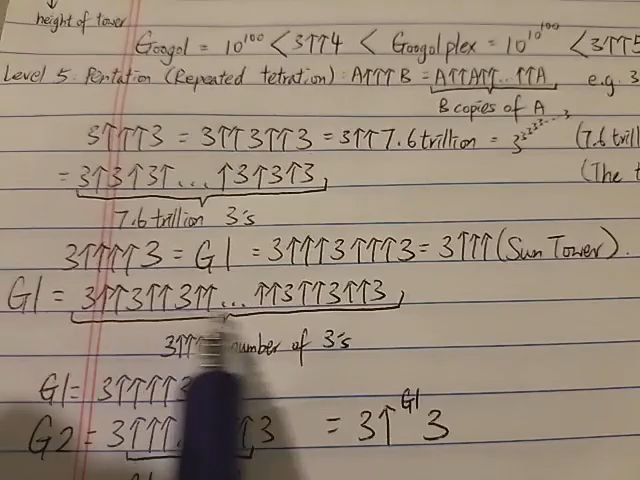 height of tower
Googol = 10^100 < 3↑↑4 < Googolplex = 10^10^100 < 3↑↑5
Level 5: Pentation (Repeated tetration): A↑↑↑B = A↑↑A↑↑...↑↑A, e.g. 3
B copies of A
3↑↑↑3 = 3↑↑3↑↑3 = 3↑↑7.6 trillion = 3^3^3^3^3...^3 (7.6 trill
= 3↑3↑3↑...↑3↑3↑3, (The t
7.6 trillion 3's
3↑↑↑↑3 = G1 = 3↑↑↑3↑↑↑3 = 3↑↑↑(Sun Tower).
G1 = 3↑↑3↑↑3↑↑...↑↑3↑↑3↑↑3,
number of 3's
G1 = 3↑↑↑↑3
G2 = 3↑↑↑ ↑3 = 3↑^G1 3